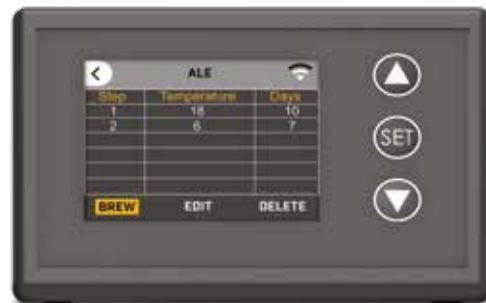 ALE
Step Temperature Days
1 18 10
2 6 7
BREW EDIT DELETE
SET